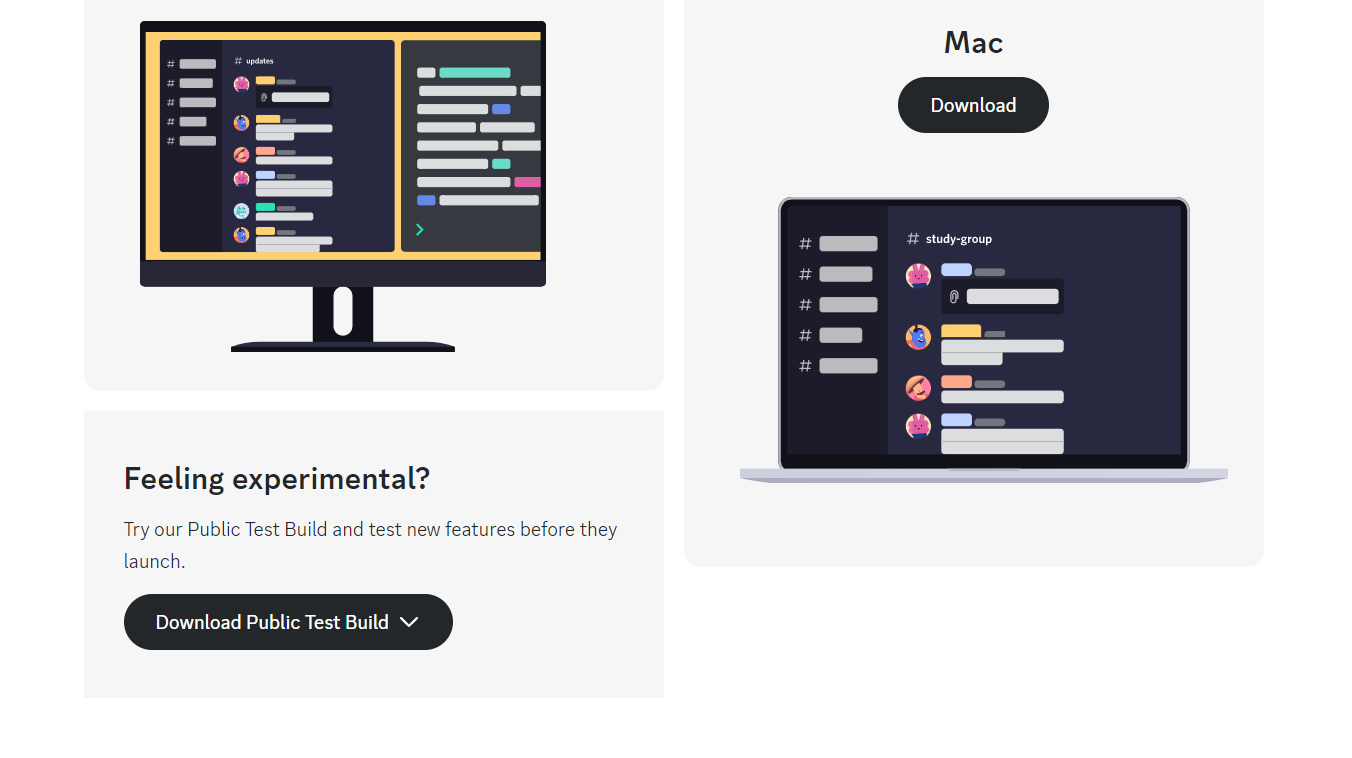 # updates
#
#
#
#
#
Feeling experimental?
Try our Public Test Build and test new features before they
launch.
Download Public Test Build
Mac
Download
# study-group
#
#
#
#
#